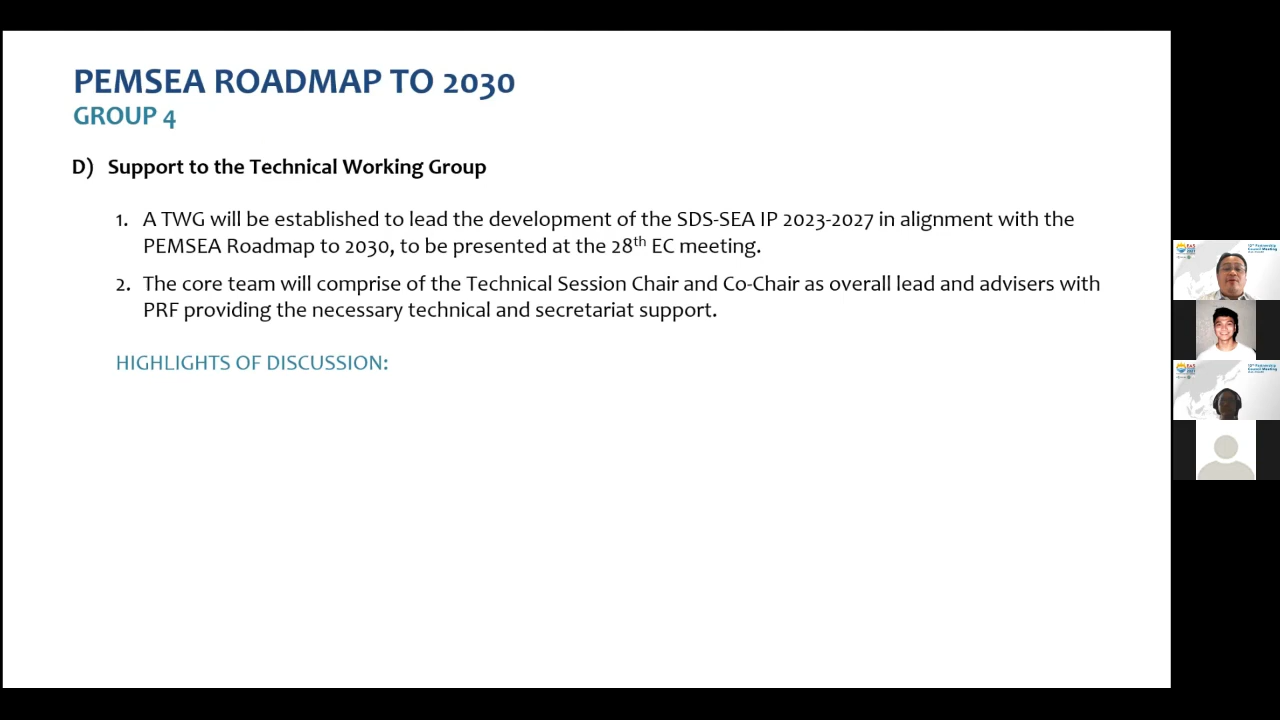 PEMSEA ROADMAP TO 2030
GROUP 4
D) Support to the Technical Working Group
1. A TWG will be established to lead the development of the SDS-SEA IP 2023-2027 in alignment with the
PEMSEA Roadmap to 2030, to be presented at the 28th EC meeting.
2. The core team will comprise of the Technical Session Chair and Co-Chair as overall lead and advisers with
PRF providing the necessary technical and secretariat support.
HIGHLIGHTS OF DISCUSSION: